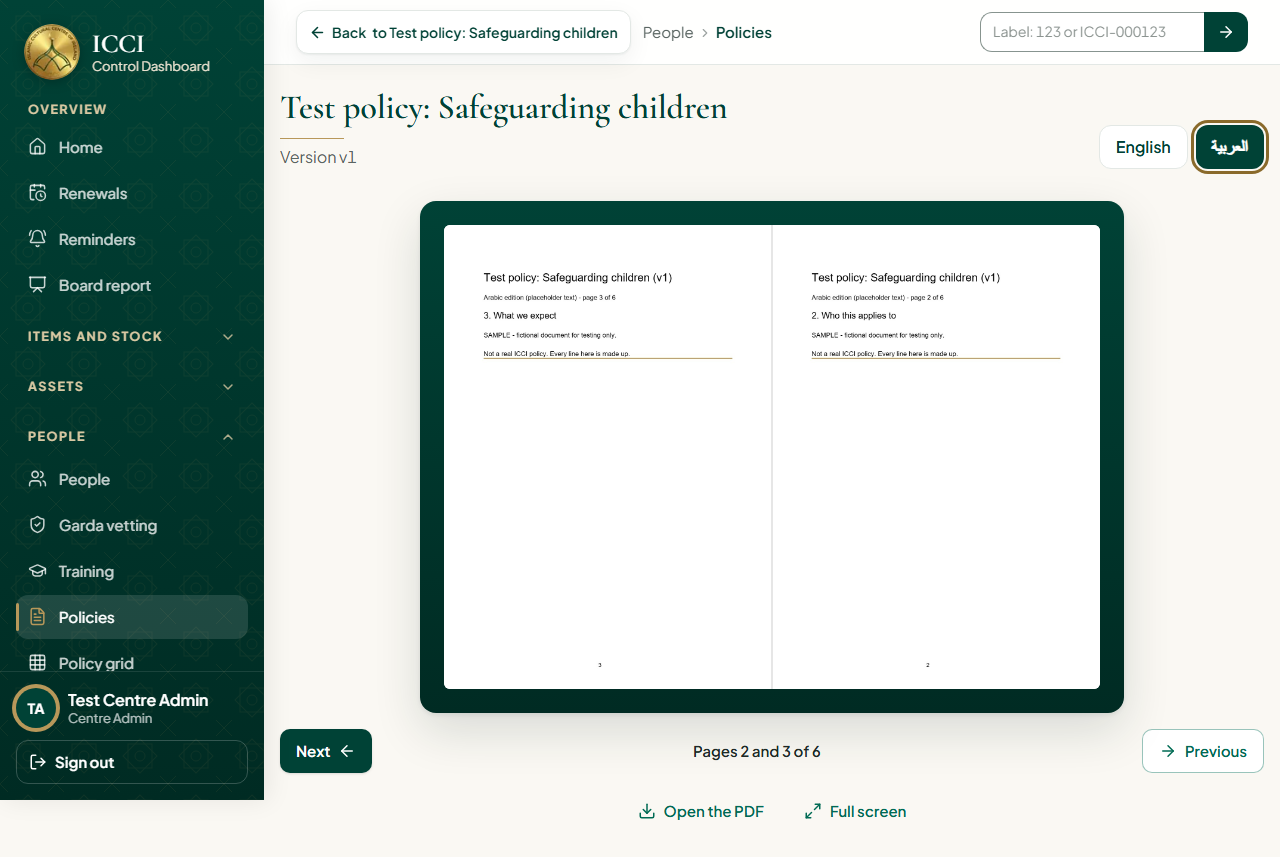 ICCI
Control Dashboard
OVERVIEW
Home
Renewals
Reminders
Board report
ITEMS AND STOCK
ASSETS
PEOPLE
People
Garda vetting
Training
Policies
Policy grid
TA
Test Centre Admin
Centre Admin
Sign out
Back to Test policy: Safeguarding children
People
Policies
Label: 123 or ICCI-000123
Test policy: Safeguarding children
Version v1
English
العربية
Test policy: Safeguarding children (v1)
Arabic edition (placeholder text) - page 3 of 6
3. What we expect
SAMPLE - fictional document for testing only.
Not a real ICCI policy. Every line here is made up.
3
Test policy: Safeguarding children (v1)
Arabic edition (placeholder text) - page 2 of 6
2. Who this applies to
SAMPLE - fictional document for testing only.
Not a real ICCI policy. Every line here is made up.
2
Next
Pages 2 and 3 of 6
Previous
Open the PDF
Full screen